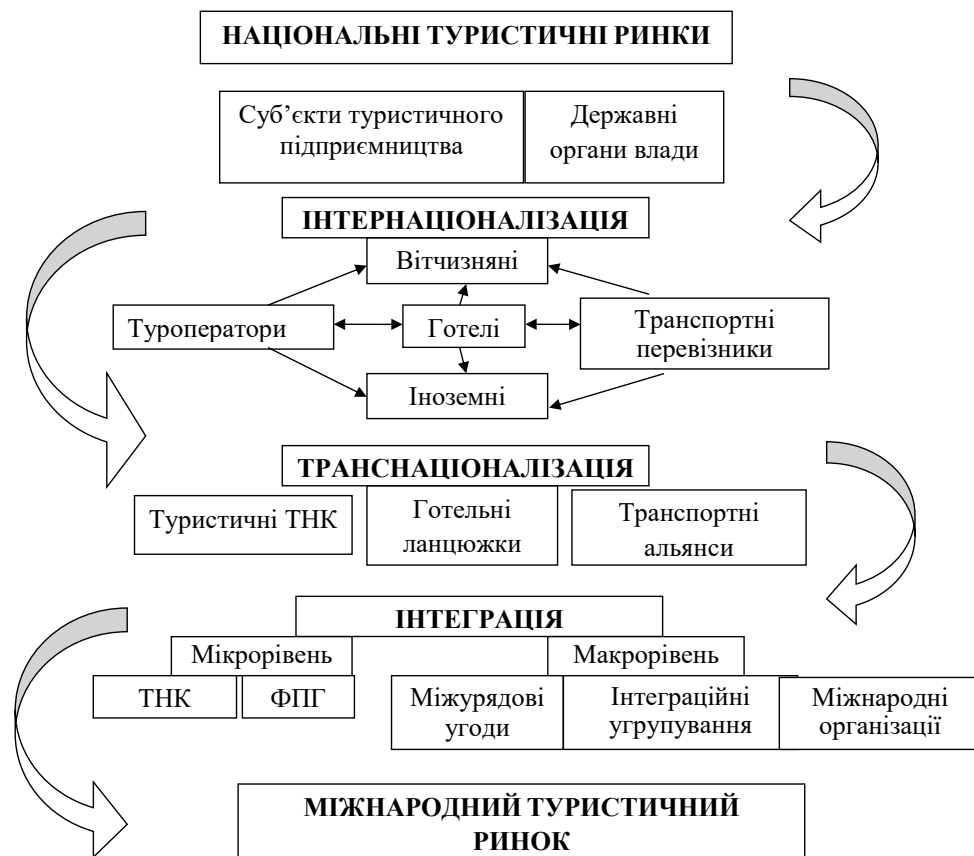 НАЦІОНАЛЬНІ ТУРИСТИЧНІ РИНКИ
Суб’єкти туристичного
підприємництва
Державні
органи влади
ІНТЕРНАЦІОНАЛІЗАЦІЯ
Вітчизняні
Туроператори
Готелі
Транспортні
перевізники
Іноземні
ТРАНСНАЦІОНАЛІЗАЦІЯ
Туристичні ТНК
Готельні
ланцюжки
Транспортні
альянси
ІНТЕГРАЦІЯ
Мікрорівень
Макрорівень
ТНК
ФПГ
Міжурядові
угоди
Інтеграційні
угрупування
Міжнародні
організації
МІЖНАРОДНИЙ ТУРИСТИЧНИЙ
РИНОК